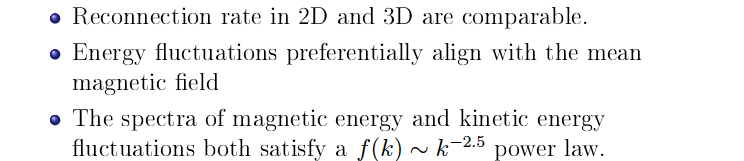 • Reconnection rate in 2D and 3D are comparable.
• Energy fluctuations preferentially align with the mean
magnetic field
• The spectra of magnetic energy and kinetic energy
fluctuations both satisfy a f(k) ∼ k^{−2.5} power law.